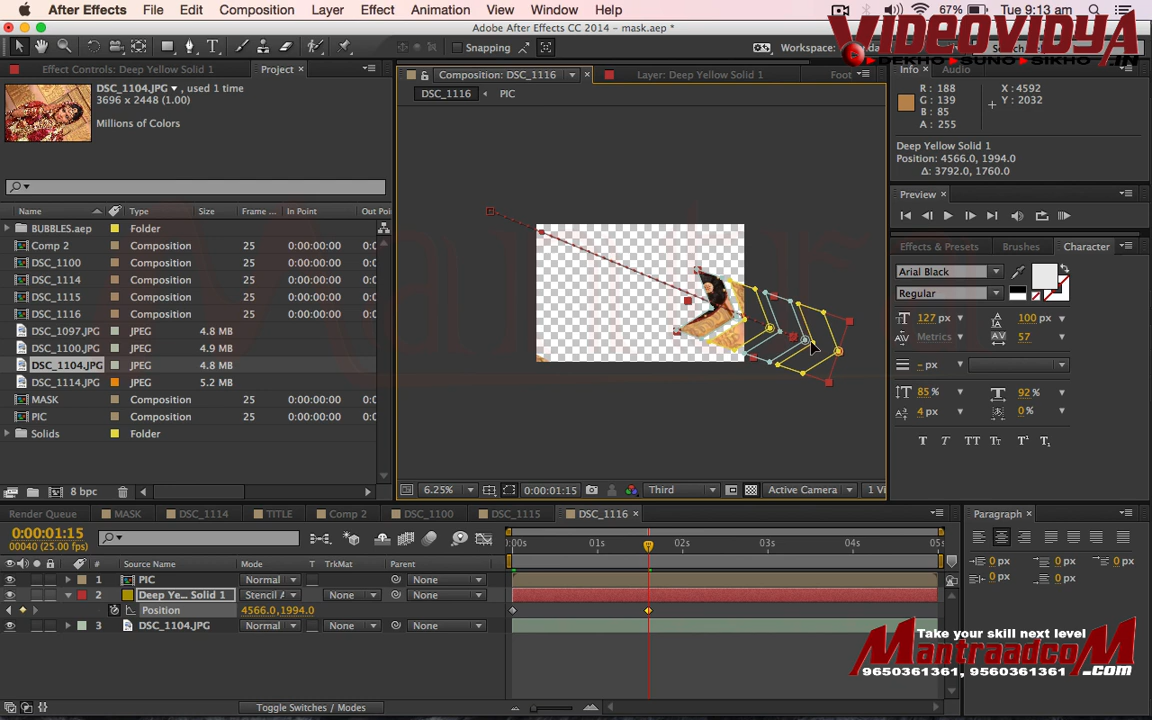 After Effects File Edit Composition Layer Effect Animation View Window Help 67% Tue 9:13 am
Adobe After Effects CC 2014 – mask.aep *
VIDEOVIDYA .IN
DEKHO SUNO SIKHO
Snapping Workspace:
Effect Controls: Deep Yellow Solid 1 Project × Composition: DSC_1116 × Layer: Deep Yellow Solid 1 Foot Info × Audio
DSC_1104.JPG , used 1 time
3696 x 2448 (1.00)
Millions of Colors
DSC_1116 PIC
R : 188
G : 139
B : 85
A : 255
X : 4592
Y : 2032
Deep Yellow Solid 1
Position: 4566.0, 1994.0
Δ: 3792.0, 1760.0
Preview ×
Name Type Size Frame ... In Point Out Poi
BUBBLES.aep Folder
Comp 2 Composition 25 0:00:00:00
DSC_1100 Composition 25 0:00:00:00
DSC_1114 Composition 25 0:00:00:00
DSC_1115 Composition 25 0:00:00:00
DSC_1116 Composition 25 0:00:00:00
DSC_1097.JPG JPEG 4.8 MB
DSC_1100.JPG JPEG 4.9 MB
DSC_1104.JPG JPEG 4.8 MB
DSC_1114.JPG JPEG 5.2 MB
MASK Composition 25 0:00:00:00
PIC Composition 25 0:00:00:00
Solids Folder
8 bpc
Effects & Presets Brushes Character ×
Arial Black
Regular
127 px 100 px
Metrics 57
- px
85 % 92 %
4 px 0 %
T T TT Tt T¹ T₁
6.25% 0:00:01:15 Third Active Camera 1 Vi
Render Queue MASK DSC_1114 TITLE Comp 2 DSC_1100 DSC_1115 DSC_1116 × Paragraph ×
0:00:01:15
00040 (25.00 fps)
):00s 01s 02s 03s 04s 05s
# Source Name Mode T TrkMat Parent
1 PIC Normal None
2 Deep Ye... Solid 1 Stencil A None None
Position 4566.0,1994.0
3 DSC_1104.JPG Normal None None
Toggle Switches / Modes
0 px 0 px 0 px
0 px 0 px
Take your skill next level
MantraadcoM
9650361361, 9560361361 .com